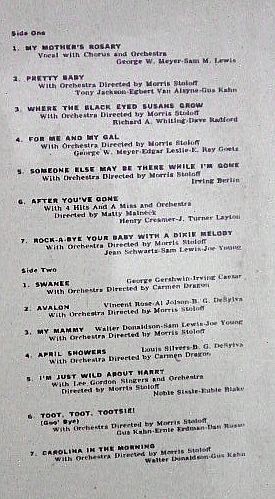 Side One
1. MY MOTHER'S ROSARY
Vocal with Chorus and Orchestra
George W. Meyer-Sam M. Lewis
2. PRETTY BABY
With Orchestra Directed by Morris Stoloff
Tony Jackson-Egbert Van Alstyne-Gus Kahn
3. WHERE THE BLACK EYED SUSANS GROW
With Orchestra Directed by Morris Stoloff
Richard A. Whiting-Dave Radford
4. FOR ME AND MY GAL
With Orchestra Directed by Morris Stoloff
George W. Meyer-Edgar Leslie-E. Ray Goetz
5. SOMEONE ELSE MAY BE THERE WHILE I'M GONE
With Orchestra Directed by Morris Stoloff
Irving Berlin
6. AFTER YOU'VE GONE
With 4 Hits And A Miss and Orchestra
Directed by Matty Malneck
Henry Creamer-J. Turner Layton
7. ROCK-A-BYE YOUR BABY WITH A DIXIE MELODY
With Orchestra Directed by Morris Stoloff
Jean Schwartz-Sam Lewis-Joe Young
Side Two
1. SWANEE George Gershwin-Irving Caesar
With Orchestra Directed by Carmen Dragon
2. AVALON Vincent Rose-Al Jolson-B. G. DeSylva
With Orchestra Directed by Morris Stoloff
3. MY MAMMY Walter Donaldson-Sam Lewis-Joe Young
With Orchestra Directed by Morris Stoloff
4. APRIL SHOWERS Louis Silvers-B. G. DeSylva
With Orchestra Directed by Carmen Dragon
5. I'M JUST WILD ABOUT HARRY
With Lee Gordon Singers and Orchestra
Directed by Morris Stoloff
Noble Sissle-Eubie Blake
6. TOOT, TOOT, TOOTSIE!
(Goo' Bye)
With Orchestra Directed by Morris Stoloff
Gus Kahn-Ernie Erdman-Dan Russo
7. CAROLINA IN THE MORNING
With Orchestra Directed by Morris Stoloff
Walter Donaldson-Gus Kahn